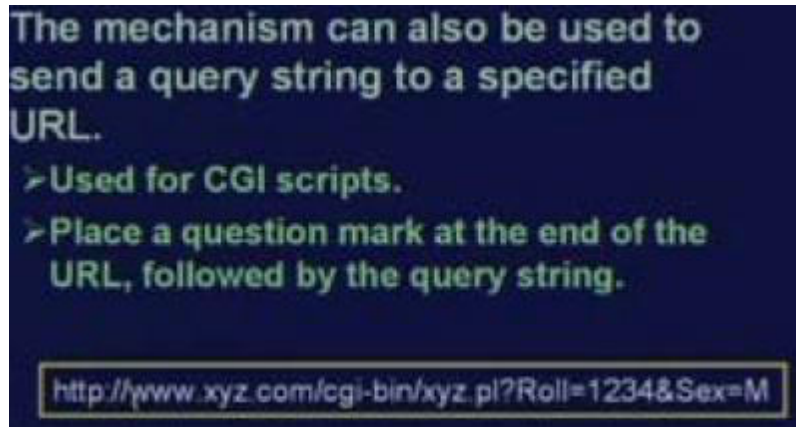 The mechanism can also be used to
send a query string to a specified
URL.
➢Used for CGI scripts.
➢Place a question mark at the end of the
URL, followed by the query string.
http://www.xyz.com/cgi-bin/xyz.pl?Roll=1234&Sex=M